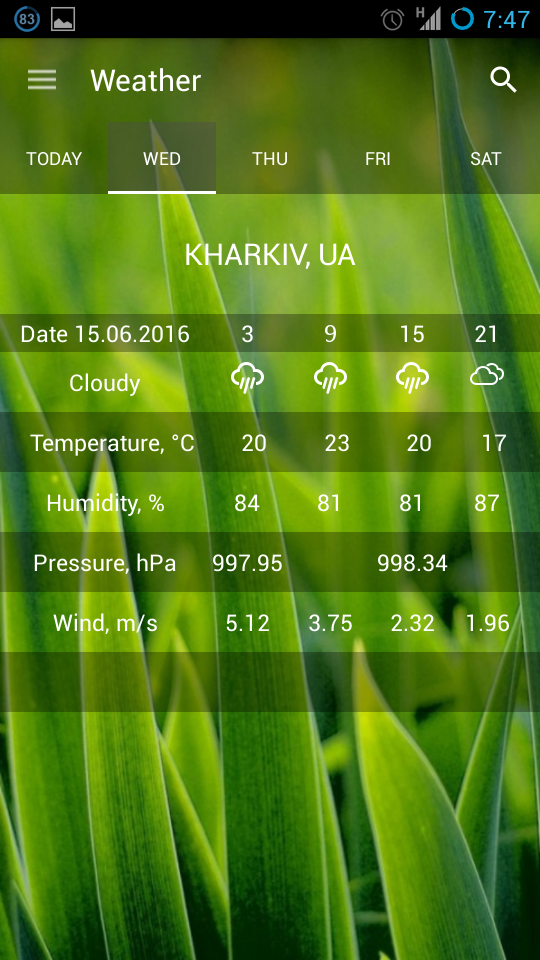 83 H 7:47
Weather
TODAY WED THU FRI SAT
KHARKIV, UA
Date 15.06.2016 3 9 15 21
Cloudy
Temperature, °C 20 23 20 17
Humidity, % 84 81 81 87
Pressure, hPa 997.95 998.34
Wind, m/s 5.12 3.75 2.32 1.96